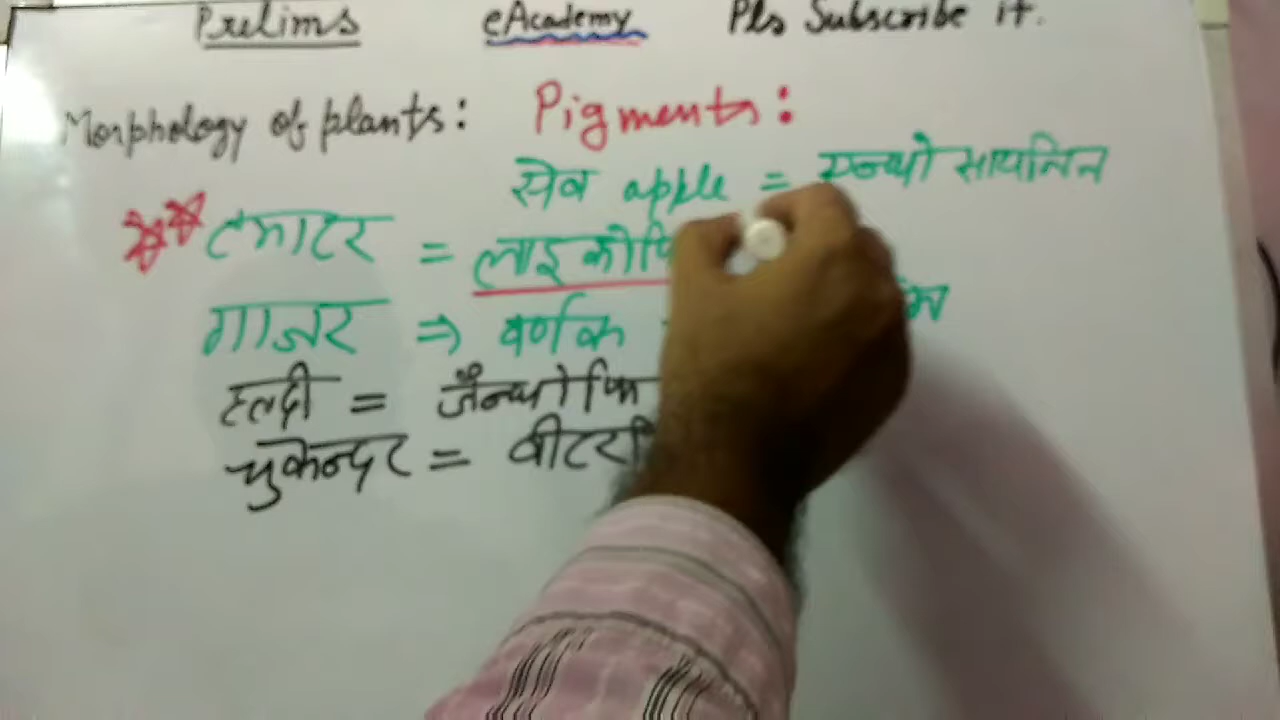 Prelims eAcademy Pls Subscribe it.
Morphology of plants: Pigments:
सेव apple = एन्थोसायनिन
टमाटर = लाइकोपि
गाजर ⇒ वर्णक
हल्दी = जैन्थोफि
चुकन्दर = बीटा